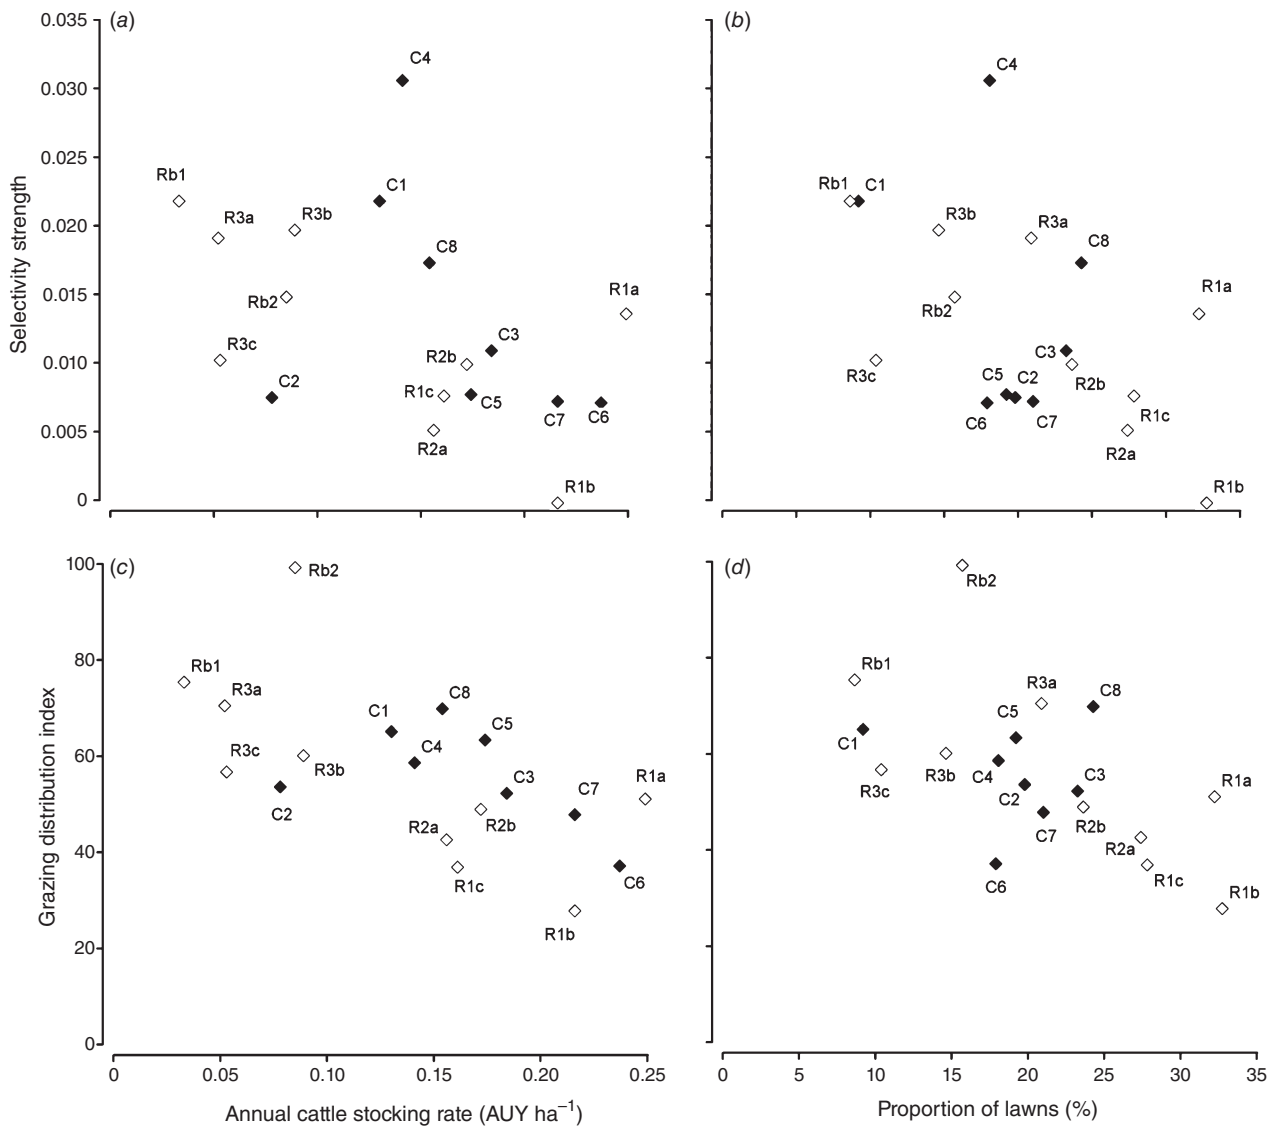 (a)
(b)
Selectivity strength
0.035
0.030
0.025
0.020
0.015
0.010
0.005
0
C4
Rb1
C1
R3a
R3b
C8
Rb2
R1a
R3c
C3
R2b
C2
R1c
C5
C7
C6
R2a
R1b
C4
Rb1
C1
R3b
R3a
C8
R1a
Rb2
C3
R3c
C5
C2
R2b
C6
C7
R1c
R2a
R1b
(c)
(d)
Grazing distribution index
100
80
60
40
20
0
Rb2
Rb1
R3a
C8
C1
C5
R3c
C4
R3b
C3
R1a
C7
C2
R2a
R2b
R1c
C6
R1b
0
0.05
0.10
0.15
0.20
0.25
Annual cattle stocking rate (AUY ha⁻¹)
Rb2
Rb1
R3a
C8
C5
C1
R3b
C4
R3c
C2
C3
R1a
C7
R2b
R2a
C6
R1c
R1b
0
5
10
15
20
25
30
35
Proportion of lawns (%)